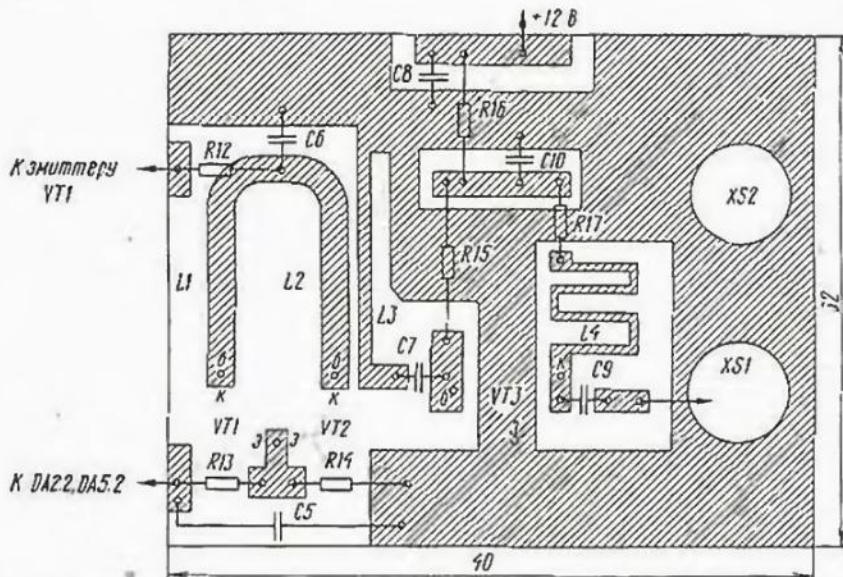 +12 В
C8
R16
C6
К эмиттеру
VT1
R12
C10
XS2
R17
R15
L1
L2
L3
L4
32
C7
б
б
б
К
C9
XS1
К
К
VT3
VT1
Э
Э
VT2
R13
R14
К DA2.2, DA5.2
C5
40